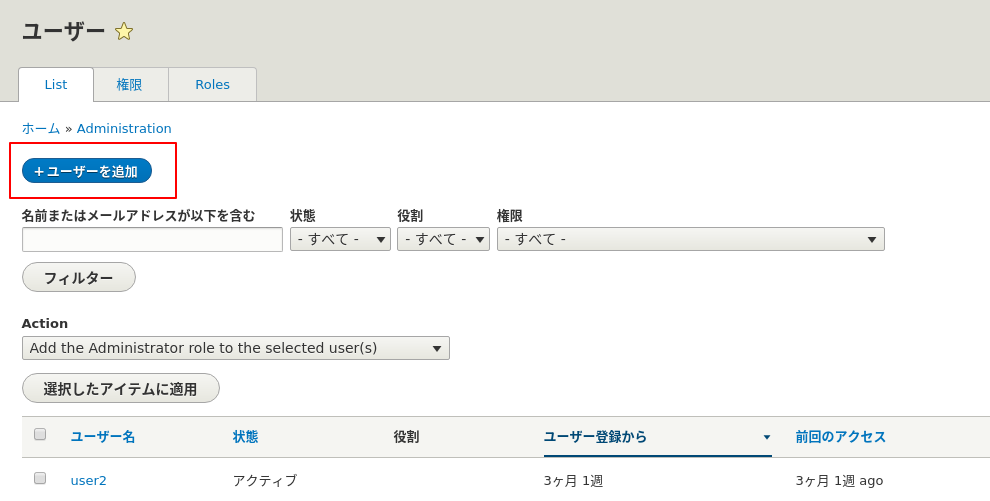 ユーザー
List 権限 Roles
ホーム » Administration
+ユーザーを追加
名前またはメールアドレスが以下を含む 状態 役割 権限
- すべて - - すべて - - すべて -
フィルター
Action
Add the Administrator role to the selected user(s)
選択したアイテムに適用
ユーザー名 状態 役割 ユーザー登録から 前回のアクセス
user2 アクティブ 3ヶ月 1週 3ヶ月 1週 ago